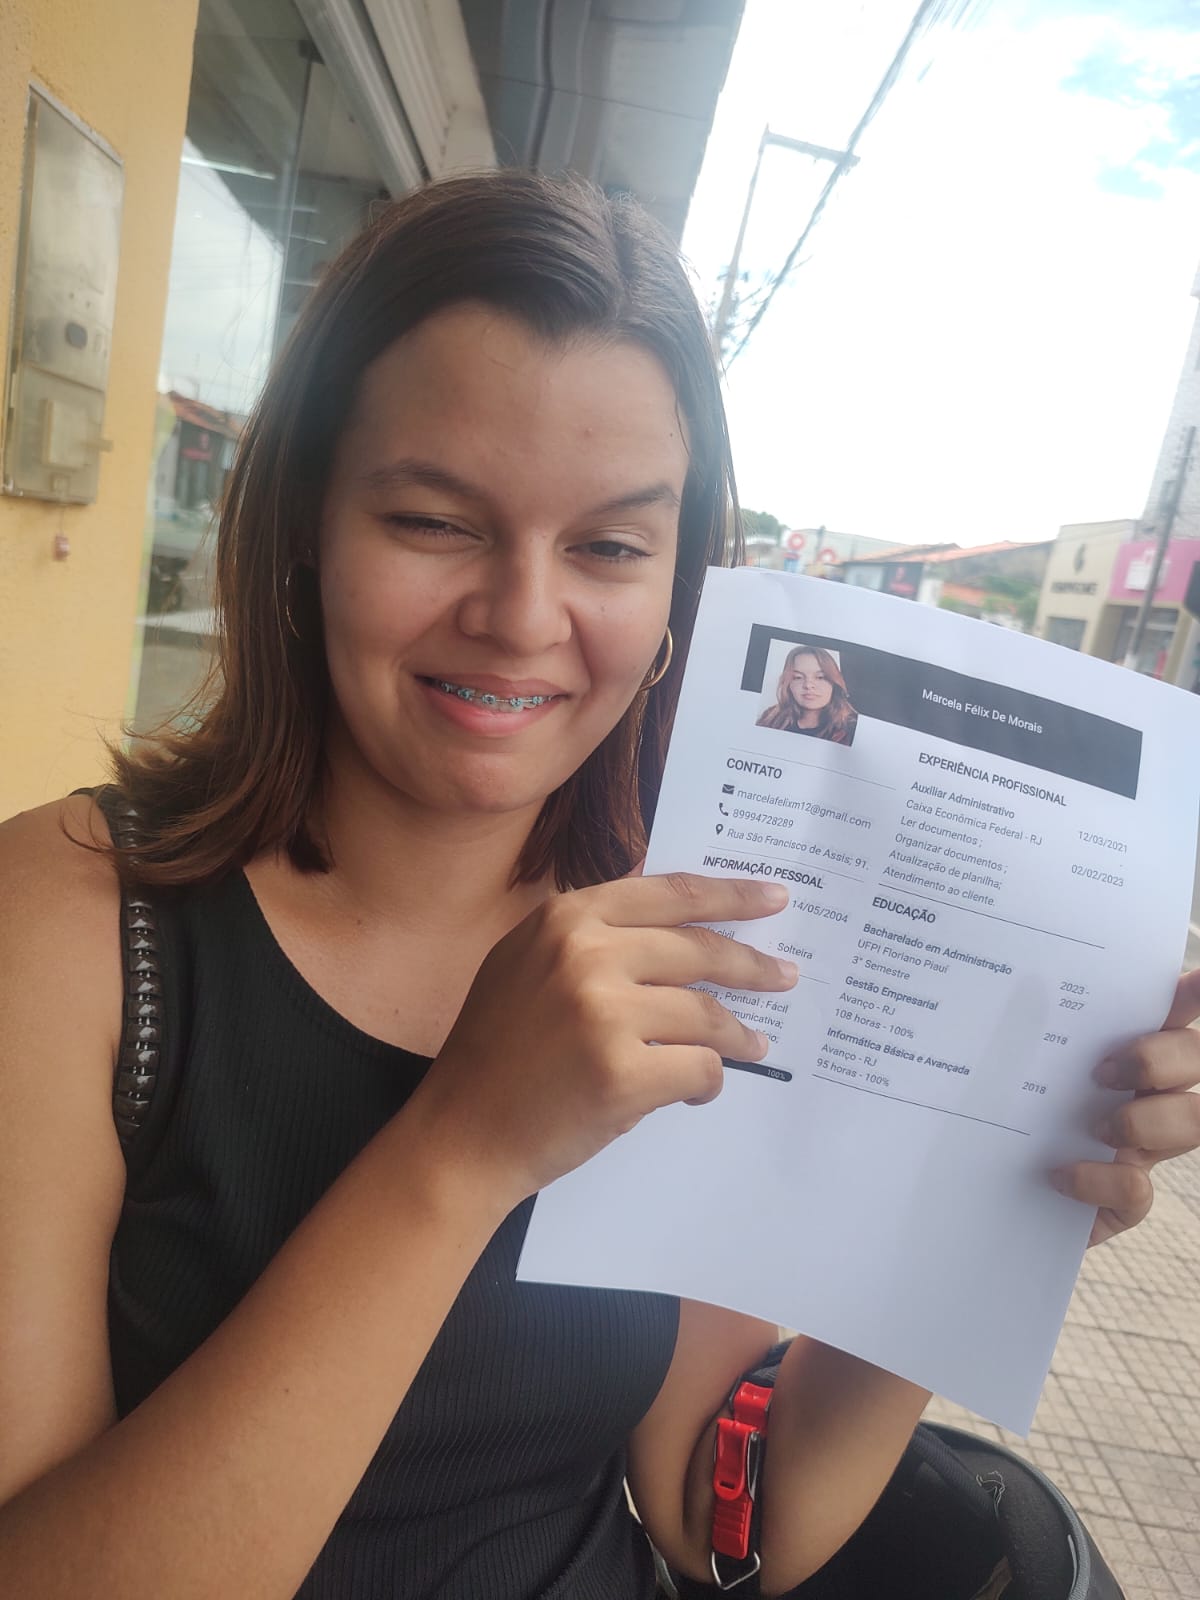 Marcela Félix De Morais
CONTATO
marcelafelixm12@gmail.com
89994728289
Rua São Francisco de Assis; 91.
INFORMAÇÃO PESSOAL
14/05/2004
civil
: Solteira
Pontual ; Fácil
100%
EXPERIÊNCIA PROFISSIONAL
Auxiliar Administrativo
Caixa Econômica Federal - RJ
12/03/2021
-
02/02/2023
Ler documentos ;
Organizar documentos ;
Atualização de planilha;
Atendimento ao cliente.
EDUCAÇÃO
Bacharelado em Administração
2023 -
2027
UFPI Floriano Piauí
3° Semestre
Gestão Empresarial
2018
Avanço - RJ
108 horas - 100%
Informática Básica e Avançada
2018
Avanço - RJ
95 horas - 100%